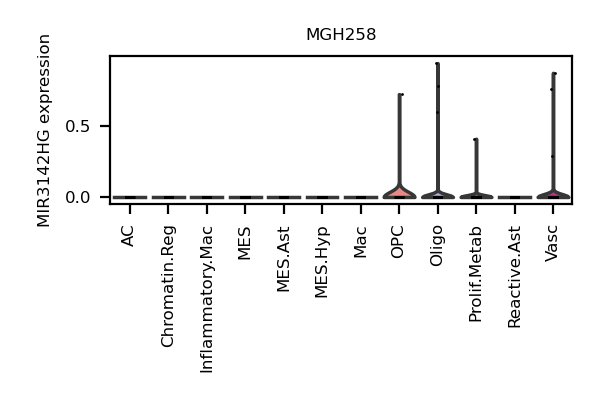 MGH258
MIR3142HG expression
0.5
0.0
AC
Chromatin.Reg
Inflammatory.Mac
MES
MES.Ast
MES.Hyp
Mac
OPC
Oligo
Prolif.Metab
Reactive.Ast
Vasc